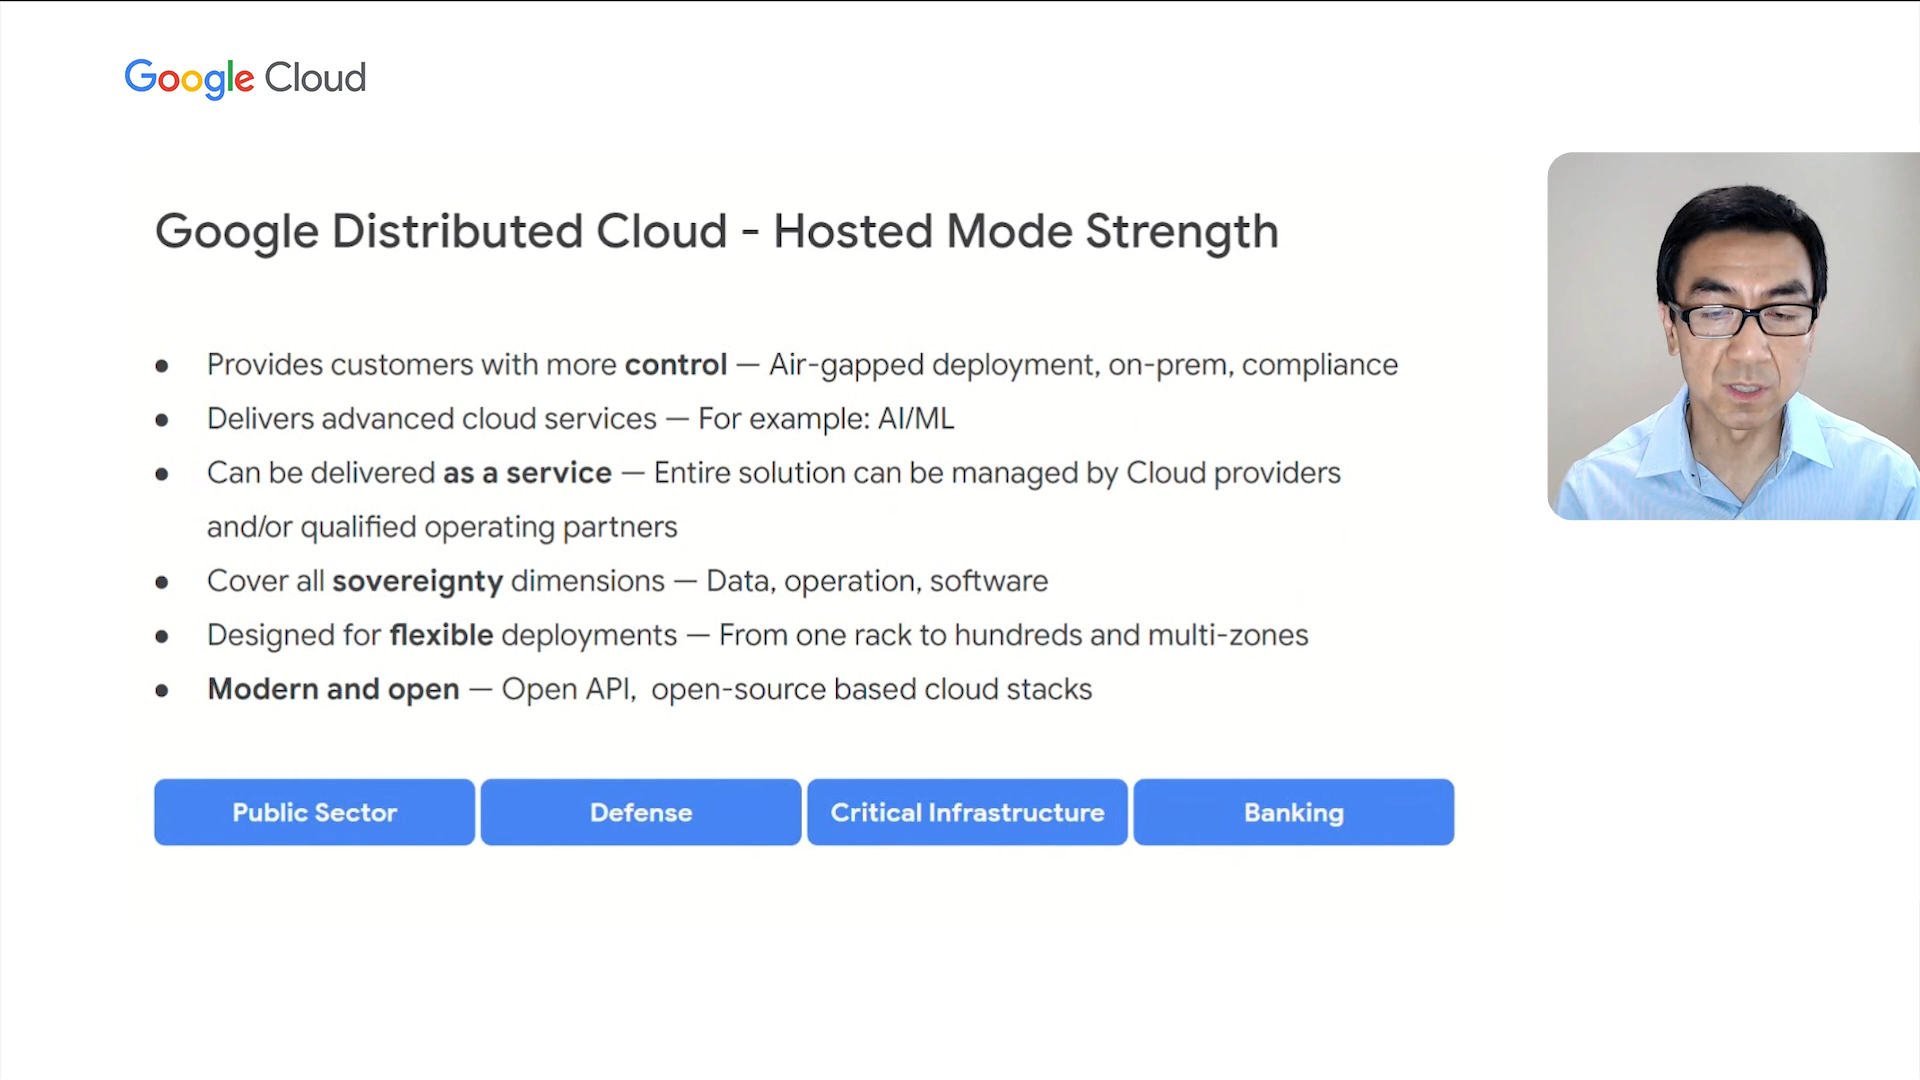 Google Cloud
Google Distributed Cloud - Hosted Mode Strength
● Provides customers with more control — Air-gapped deployment, on-prem, compliance
● Delivers advanced cloud services — For example: AI/ML
● Can be delivered as a service — Entire solution can be managed by Cloud providers
and/or qualified operating partners
● Cover all sovereignty dimensions — Data, operation, software
● Designed for flexible deployments — From one rack to hundreds and multi-zones
● Modern and open — Open API,  open-source based cloud stacks
Public Sector
Defense
Critical Infrastructure
Banking